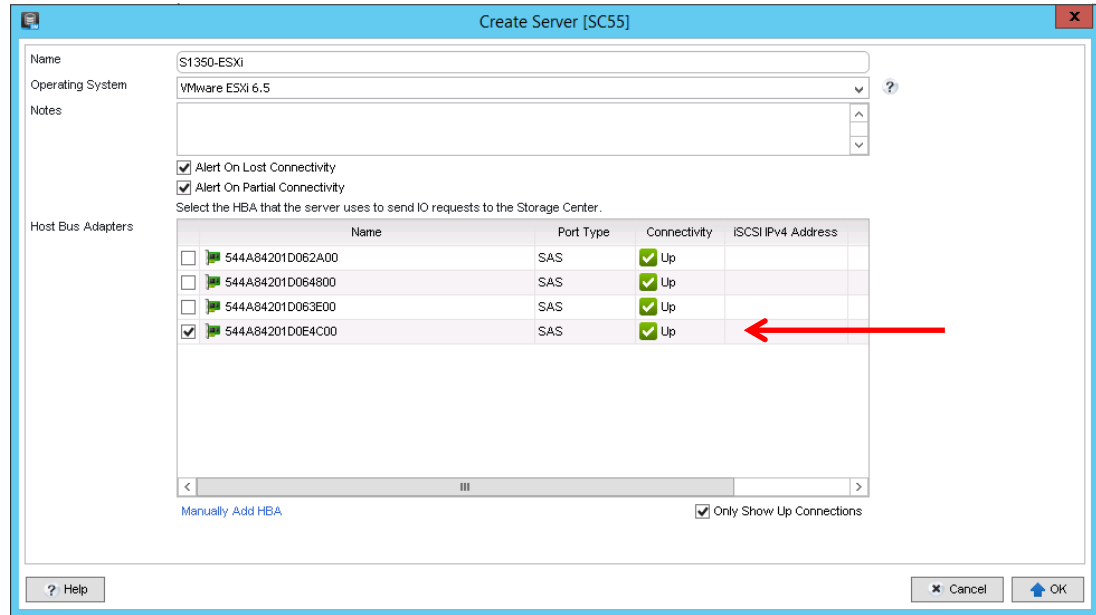 Create Server [SC55]
x
Name
S1350-ESXi
Operating System
VMware ESXi 6.5
?
Notes
Alert On Lost Connectivity
Alert On Partial Connectivity
Select the HBA that the server uses to send IO requests to the Storage Center.
Host Bus Adapters
Name Port Type Connectivity iSCSI IPv4 Address
544A84201D062A00 SAS Up
544A84201D064800 SAS Up
544A84201D063E00 SAS Up
544A84201D0E4C00 SAS Up
Manually Add HBA Only Show Up Connections
? Help Cancel OK